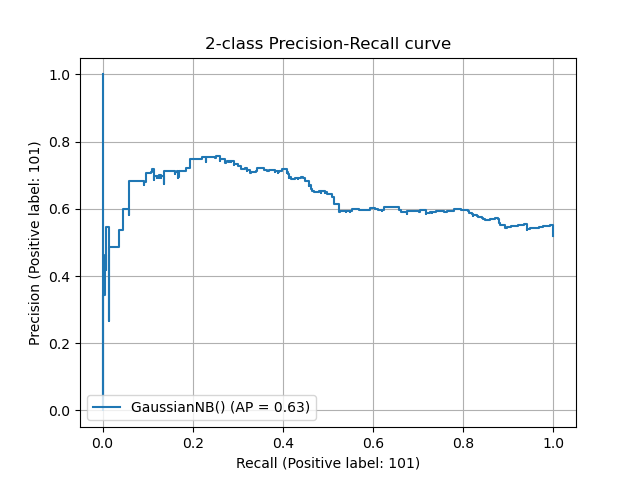 2-class Precision-Recall curve
Precision (Positive label: 101)
1.0
0.8
0.6
0.4
0.2
0.0
GaussianNB() (AP = 0.63)
0.0 0.2 0.4 0.6 0.8 1.0
Recall (Positive label: 101)